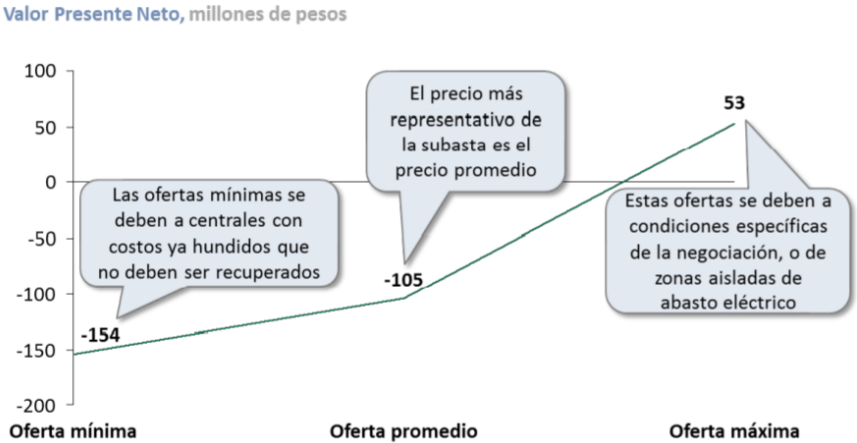 Valor Presente Neto, millones de pesos
100
50
0
-50
-100
-150
-200
Las ofertas mínimas se
deben a centrales con
costos ya hundidos que
no deben ser recuperados
-154
El precio más
representativo de
la subasta es el
precio promedio
-105
53
Estas ofertas se deben a
condiciones específicas
de la negociación, o de
zonas aisladas de
abasto eléctrico
Oferta mínima
Oferta promedio
Oferta máxima